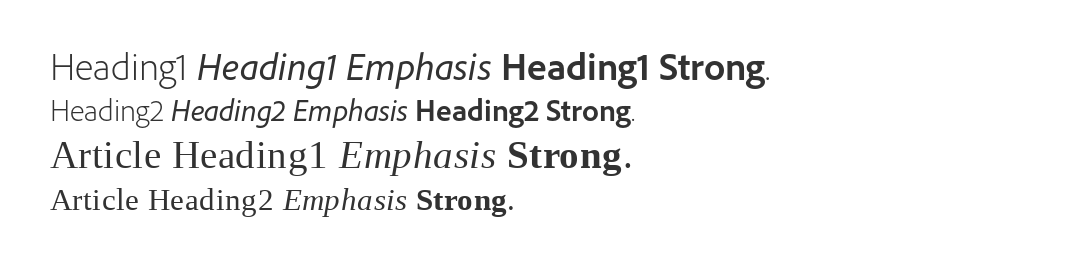 Heading1 Heading1 Emphasis Heading1 Strong.
Heading2 Heading2 Emphasis Heading2 Strong.
Article Heading1 Emphasis Strong.
Article Heading2 Emphasis Strong.